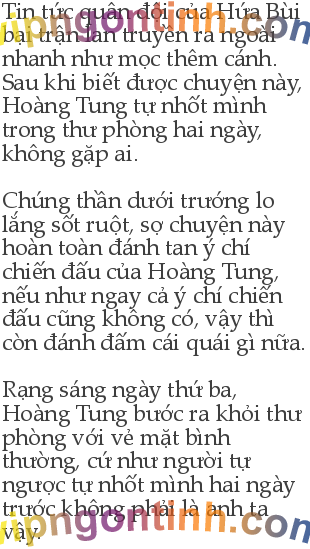 Tin tức quân đội của Hứa Bùi
bại trận lan truyền ra ngoài
nhanh như mọc thêm cánh.
Sau khi biết được chuyện này,
Hoàng Tung tự nhốt mình
trong thư phòng hai ngày,
không gặp ai.

Chúng thần dưới trướng lo
lắng sốt ruột, sợ chuyện này
hoàn toàn đánh tan ý chí
chiến đấu của Hoàng Tung,
nếu như ngay cả ý chí chiến
đấu cũng không có, vậy thì
còn đánh đấm cái quái gì nữa.

Rạng sáng ngày thứ ba,
Hoàng Tung bước ra khỏi thư
phòng với vẻ mặt bình
thường, cứ như người tự
ngược tự nhốt mình hai ngày
trước không phải là anh ta
vậy.
vipngontinh.com
vipngontinh.com